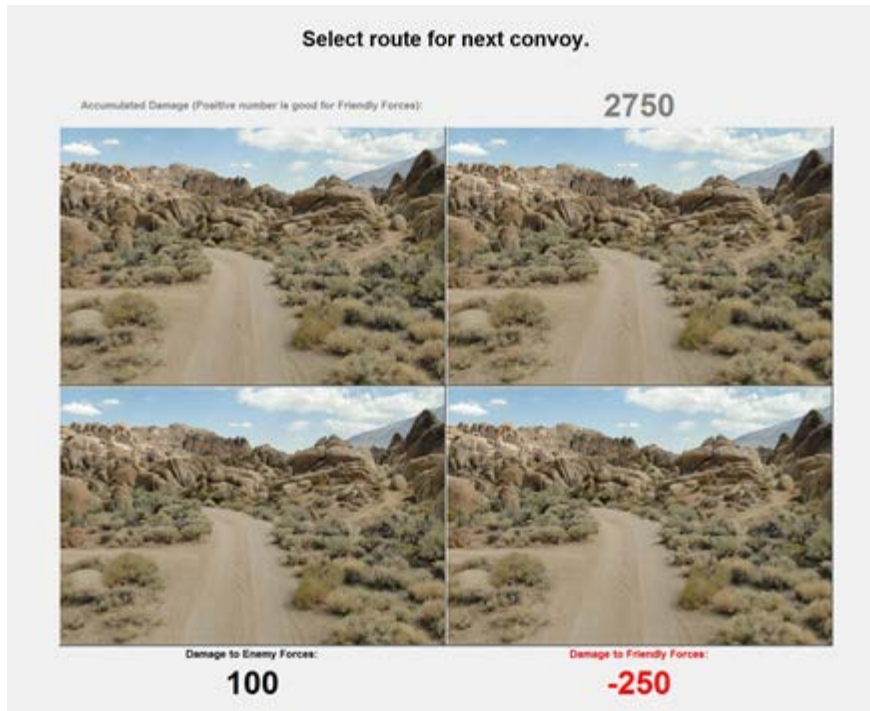 Select route for next convoy.
Accumulated Damage (Positive number is good for Friendly Forces):
2750
Damage to Enemy Forces:
Damage to Friendly Forces:
100
-250